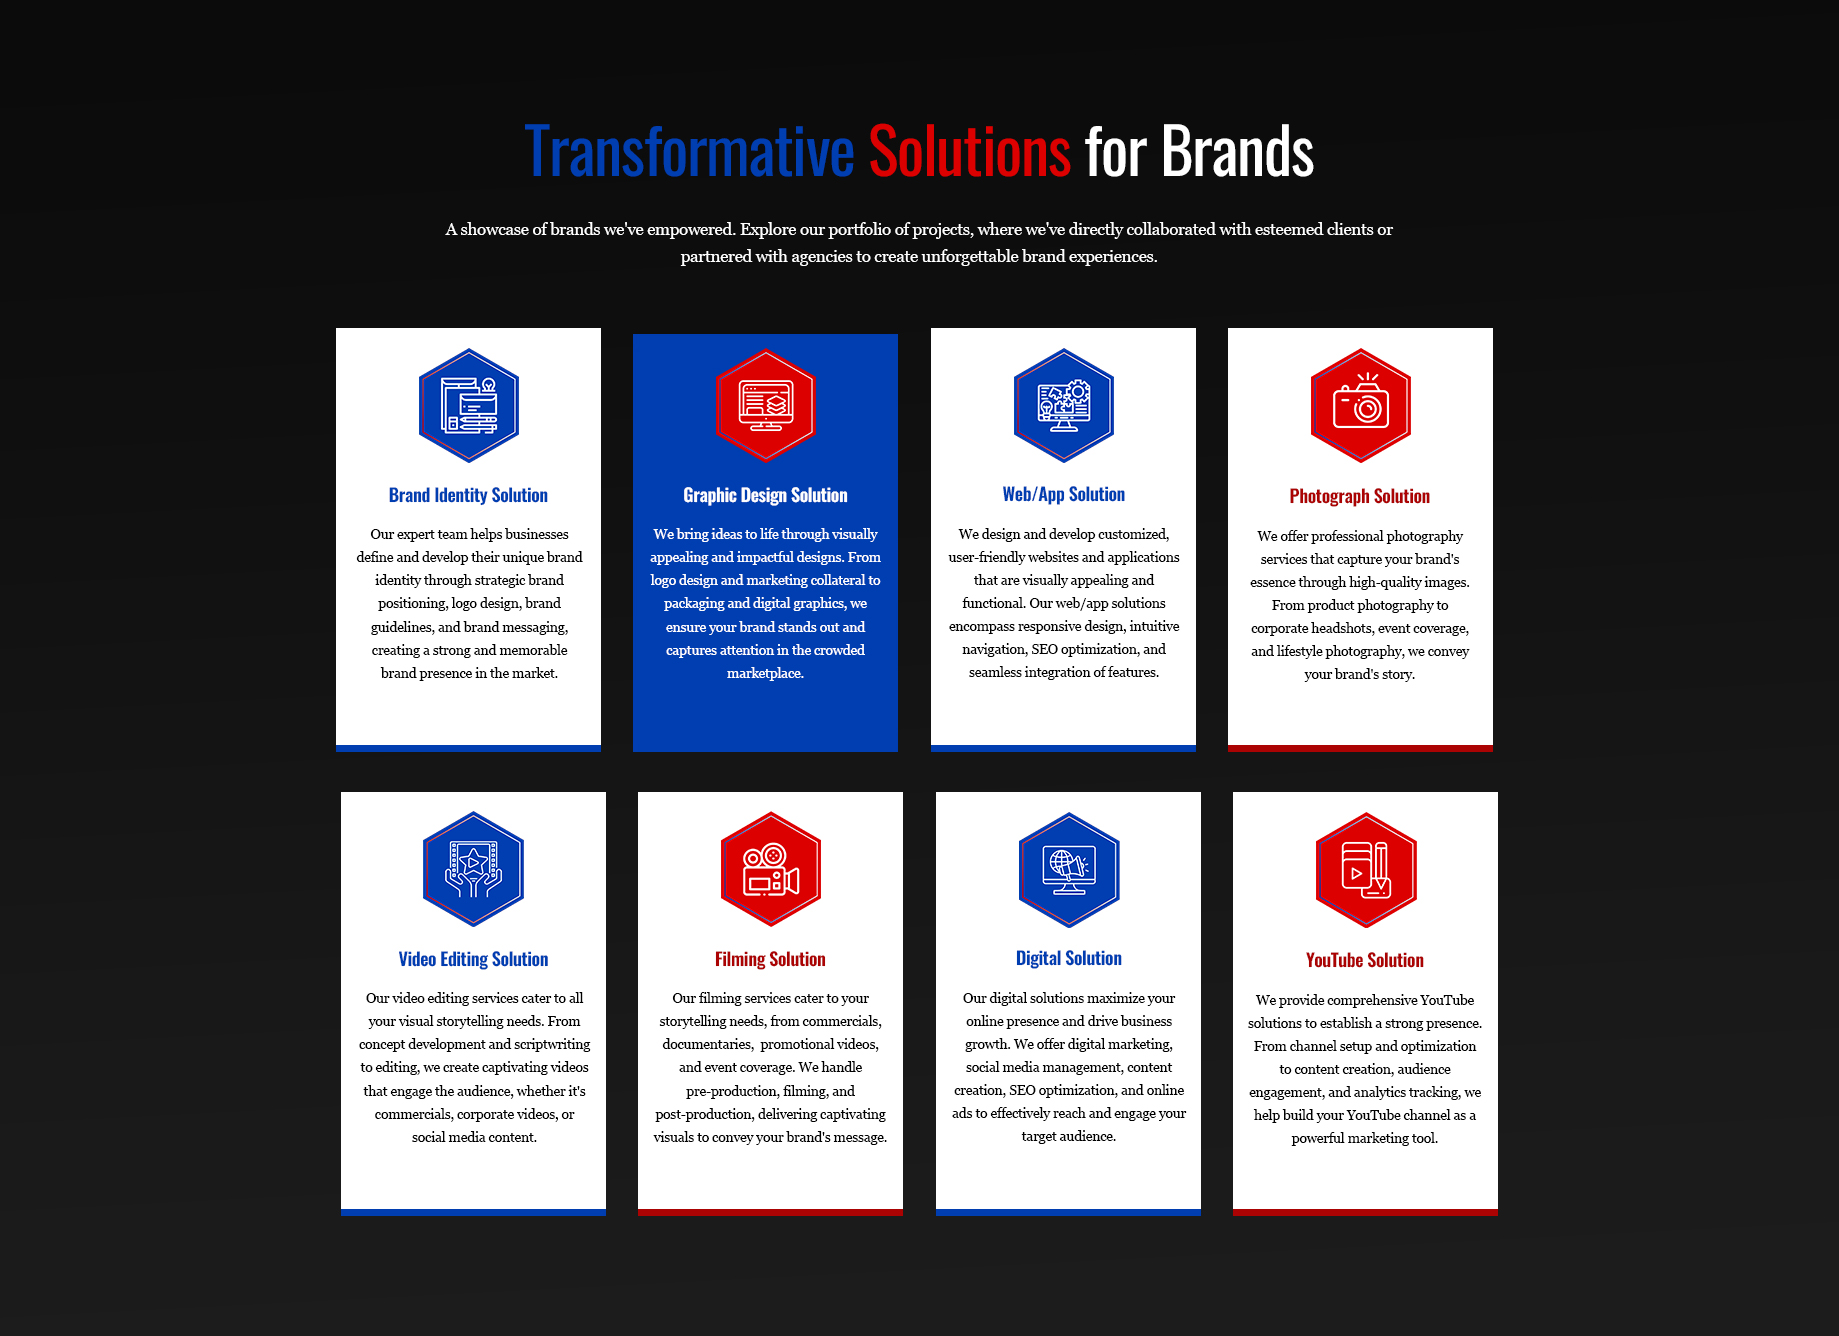 Transformative Solutions for Brands
A showcase of brands we've empowered. Explore our portfolio of projects, where we've directly collaborated with esteemed clients or
partnered with agencies to create unforgettable brand experiences.
Brand Identity Solution
Our expert team helps businesses
define and develop their unique brand
identity through strategic brand
positioning, logo design, brand
guidelines, and brand messaging,
creating a strong and memorable
brand presence in the market.
Graphic Design Solution
We bring ideas to life through visually
appealing and impactful designs. From
logo design and marketing collateral to
packaging and digital graphics, we
ensure your brand stands out and
captures attention in the crowded
marketplace.
Web/App Solution
We design and develop customized,
user-friendly websites and applications
that are visually appealing and
functional. Our web/app solutions
encompass responsive design, intuitive
navigation, SEO optimization, and
seamless integration of features.
Photograph Solution
We offer professional photography
services that capture your brand's
essence through high-quality images.
From product photography to
corporate headshots, event coverage,
and lifestyle photography, we convey
your brand's story.
Video Editing Solution
Our video editing services cater to all
your visual storytelling needs. From
concept development and scriptwriting
to editing, we create captivating videos
that engage the audience, whether it's
commercials, corporate videos, or
social media content.
Filming Solution
Our filming services cater to your
storytelling needs, from commercials,
documentaries,  promotional videos,
and event coverage. We handle
pre-production, filming, and
post-production, delivering captivating
visuals to convey your brand's message.
Digital Solution
Our digital solutions maximize your
online presence and drive business
growth. We offer digital marketing,
social media management, content
creation, SEO optimization, and online
ads to effectively reach and engage your
target audience.
YouTube Solution
We provide comprehensive YouTube
solutions to establish a strong presence.
From channel setup and optimization
to content creation, audience
engagement, and analytics tracking, we
help build your YouTube channel as a
powerful marketing tool.